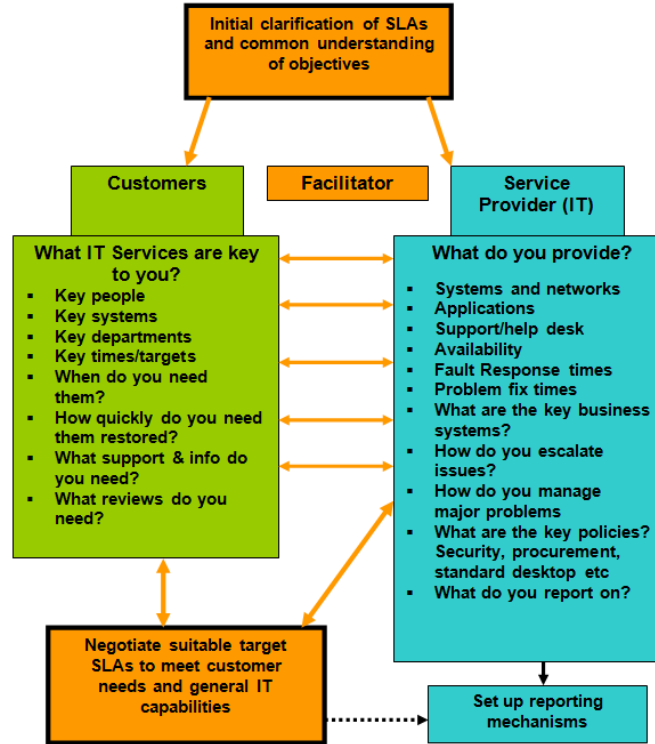 Initial clarification of SLAs
and common understanding
of objectives
Customers
Facilitator
Service
Provider (IT)
What IT Services are key
to you?
▪ Key people
▪ Key systems
▪ Key departments
▪ Key times/targets
▪ When do you need
them?
▪ How quickly do you need
them restored?
▪ What support & info do
you need?
▪ What reviews do you
need?
What do you provide?
▪ Systems and networks
▪ Applications
▪ Support/help desk
▪ Availability
▪ Fault Response times
▪ Problem fix times
▪ What are the key business
systems?
▪ How do you escalate
issues?
▪ How do you manage
major problems
▪ What are the key policies?
Security, procurement,
standard desktop etc
▪ What do you report on?
Negotiate suitable target
SLAs to meet customer
needs and general IT
capabilities
Set up reporting
mechanisms